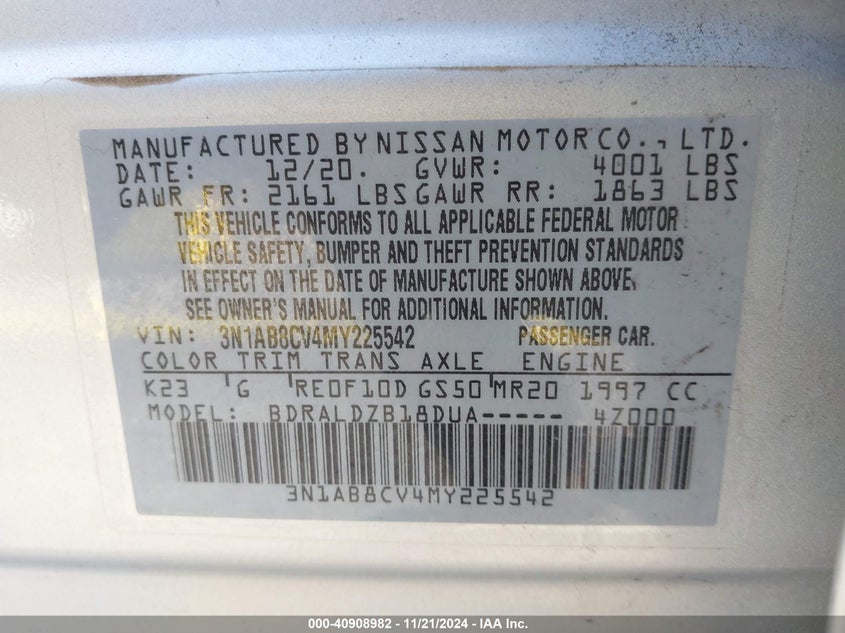 MANUFACTURED BY NISSAN MOTOR CO., LTD.
DATE: 12/20. GVWR: 4001 LBS
GAWR FR: 2161 LBS GAWR RR: 1863 LBS
THIS VEHICLE CONFORMS TO ALL APPLICABLE FEDERAL MOTOR
VEHICLE SAFETY, BUMPER AND THEFT PREVENTION STANDARDS
IN EFFECT ON THE DATE OF MANUFACTURE SHOWN ABOVE.
SEE OWNER'S MANUAL FOR ADDITIONAL INFORMATION.
VIN: 3N1AB8CV4MY225542 PASSENGER CAR.
COLOR TRIM TRANS AXLE ENGINE
K23 G RE0F10D GS50 MR20 1997 CC
MODEL: BDRALDZB18DUA----- 4Z000
3N1AB8CV4MY225542
000-40908982 — 11/21/2024 — IAAI.com